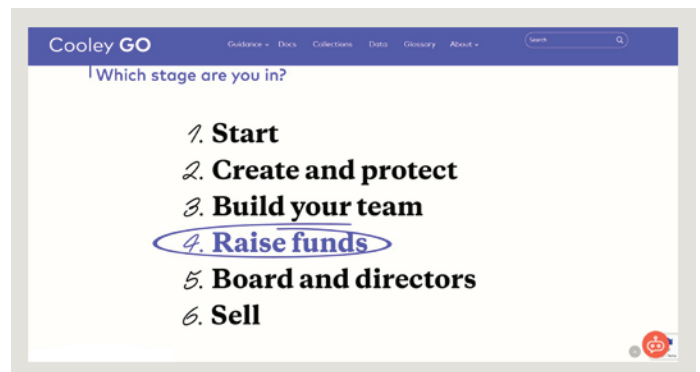 Cooley GO
Guidance Docs Collections Data Glossary About
Search
Which stage are you in?
1. Start
2. Create and protect
3. Build your team
4. Raise funds
5. Board and directors
6. Sell